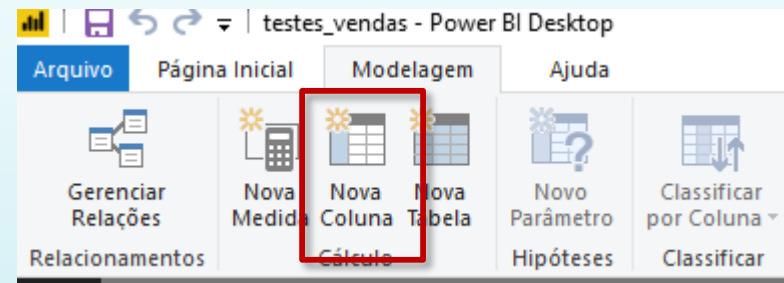 testes_vendas - Power BI Desktop
Arquivo Página Inicial Modelagem Ajuda
Gerenciar Relações
Nova Medida
Nova Coluna
Nova Tabela
Novo Parâmetro
Classificar por Coluna
Relacionamentos Cálculo Hipóteses Classificar